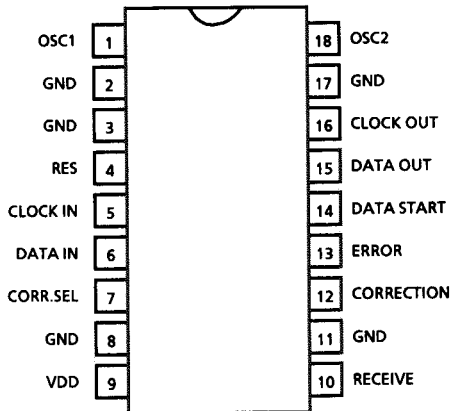 OSC1 1 18 OSC2
GND 2 17 GND
GND 3 16 CLOCK OUT
RES 4 15 DATA OUT
CLOCK IN 5 14 DATA START
DATA IN 6 13 ERROR
CORR.SEL 7 12 CORRECTION
GND 8 11 GND
VDD 9 10 RECEIVE